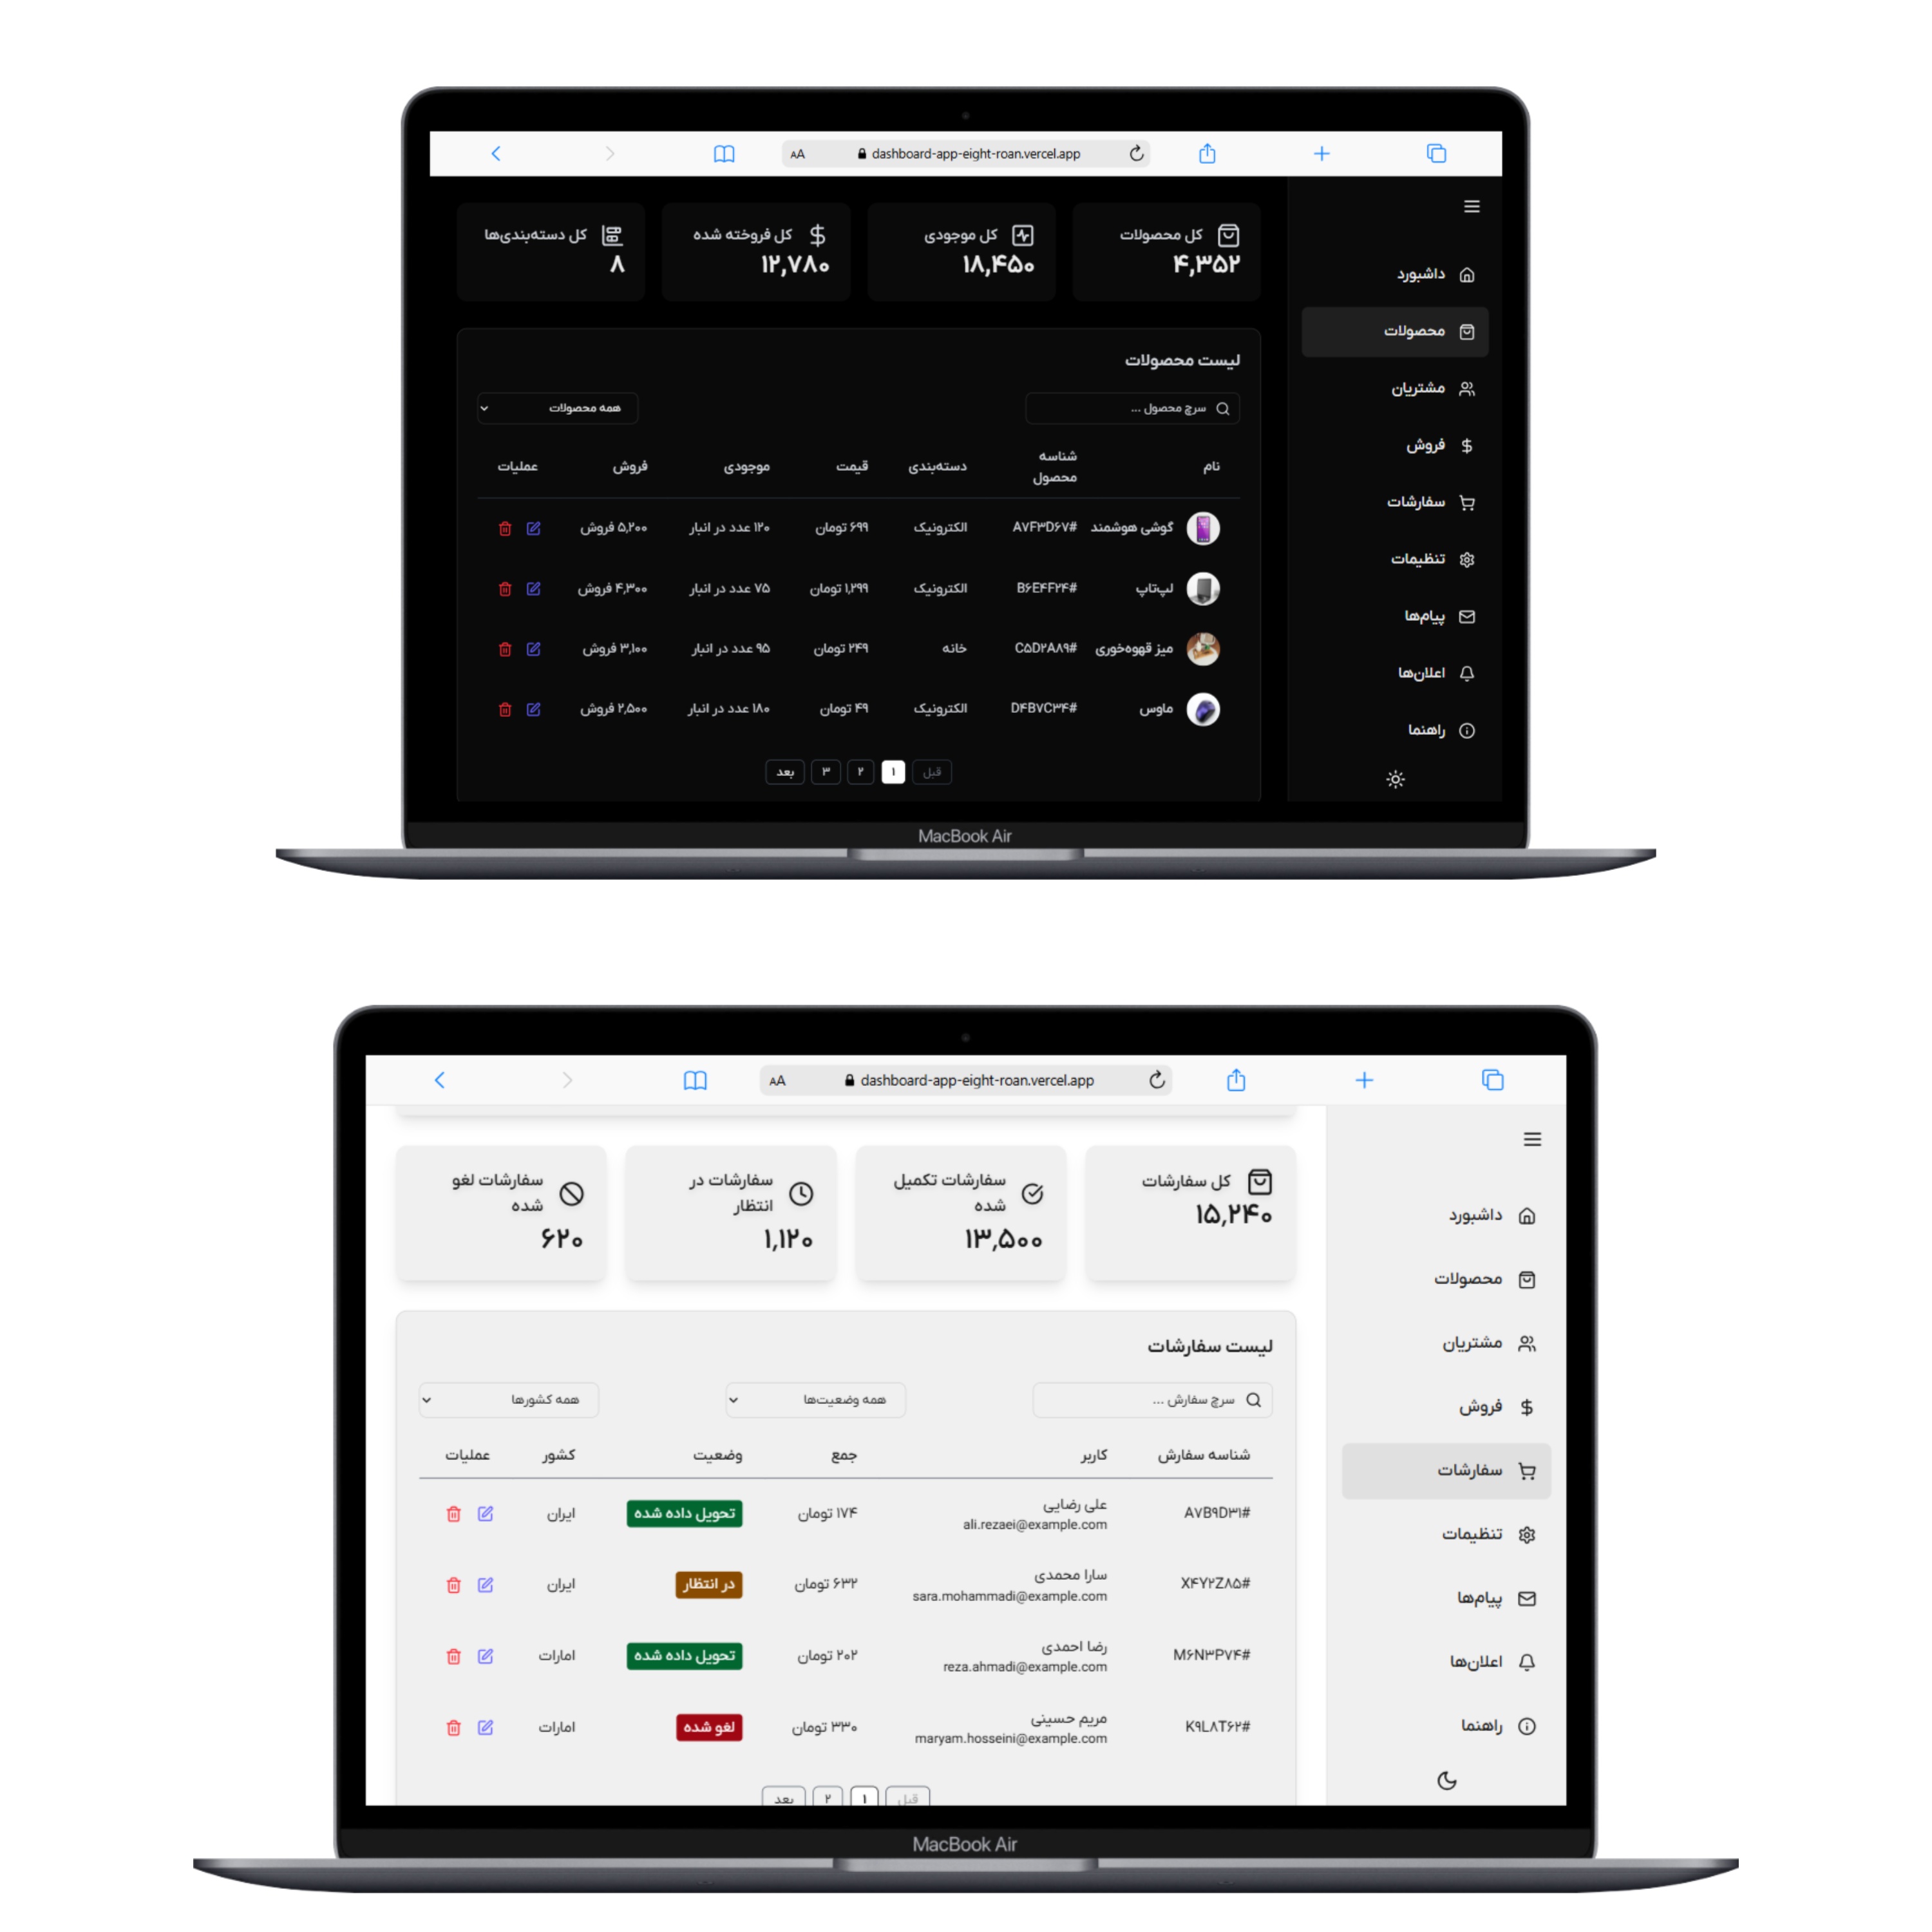 AA dashboard-app-eight-roan.vercel.app
کل محصولات
۴,۳۵۲
کل موجودی
۱۸,۴۵۰
کل فروخته شده
۱۲,۷۸۰
کل دسته‌بندی‌ها
۸
داشبورد
محصولات
مشتریان
فروش
سفارشات
تنظیمات
پیام‌ها
اعلان‌ها
راهنما
لیست محصولات
سرچ محصول ...
همه محصولات
نام شناسه محصول دسته‌بندی قیمت موجودی فروش عملیات
گوشی هوشمند #A۷F۳D۶۷ الکترونیک ۶۹۹ تومان ۱۲۰ عدد در انبار ۵,۲۰۰ فروش
لپ‌تاپ #B۶E۴F۲۴ الکترونیک ۱,۲۹۹ تومان ۷۵ عدد در انبار ۴,۳۰۰ فروش
میز قهوه‌خوری #C۵D۲A۸۹ خانه ۲۴۹ تومان ۹۵ عدد در انبار ۳,۱۰۰ فروش
ماوس #D۴B۷C۳۴ الکترونیک ۴۹ تومان ۱۸۰ عدد در انبار ۲,۵۰۰ فروش
قبل ۱ ۲ ۳ بعد
MacBook Air
AA dashboard-app-eight-roan.vercel.app
کل سفارشات
۱۵,۲۴۰
سفارشات تکمیل
شده
۱۳,۵۰۰
سفارشات در
انتظار
۱,۱۲۰
سفارشات لغو
شده
۶۲۰
داشبورد
محصولات
مشتریان
فروش
سفارشات
تنظیمات
پیام‌ها
اعلان‌ها
راهنما
لیست سفارشات
سرچ سفارش ...
همه وضعیت‌ها
همه کشورها
شناسه سفارش کاربر جمع وضعیت کشور عملیات
#A۷B۹D۳۱ علی رضایی ۱۷۴ تومان تحویل داده شده ایران
ali.rezaei@example.com
#X۴Y۲Z۸۵ سارا محمدی ۶۳۲ تومان در انتظار ایران
sara.mohammadi@example.com
#M۶N۳P۷۴ رضا احمدی ۲۰۲ تومان تحویل داده شده امارات
reza.ahmadi@example.com
#K۹L۸T۶۲ مریم حسینی ۳۳۰ تومان لغو شده امارات
maryam.hosseini@example.com
قبل ۱ ۲ بعد
MacBook Air